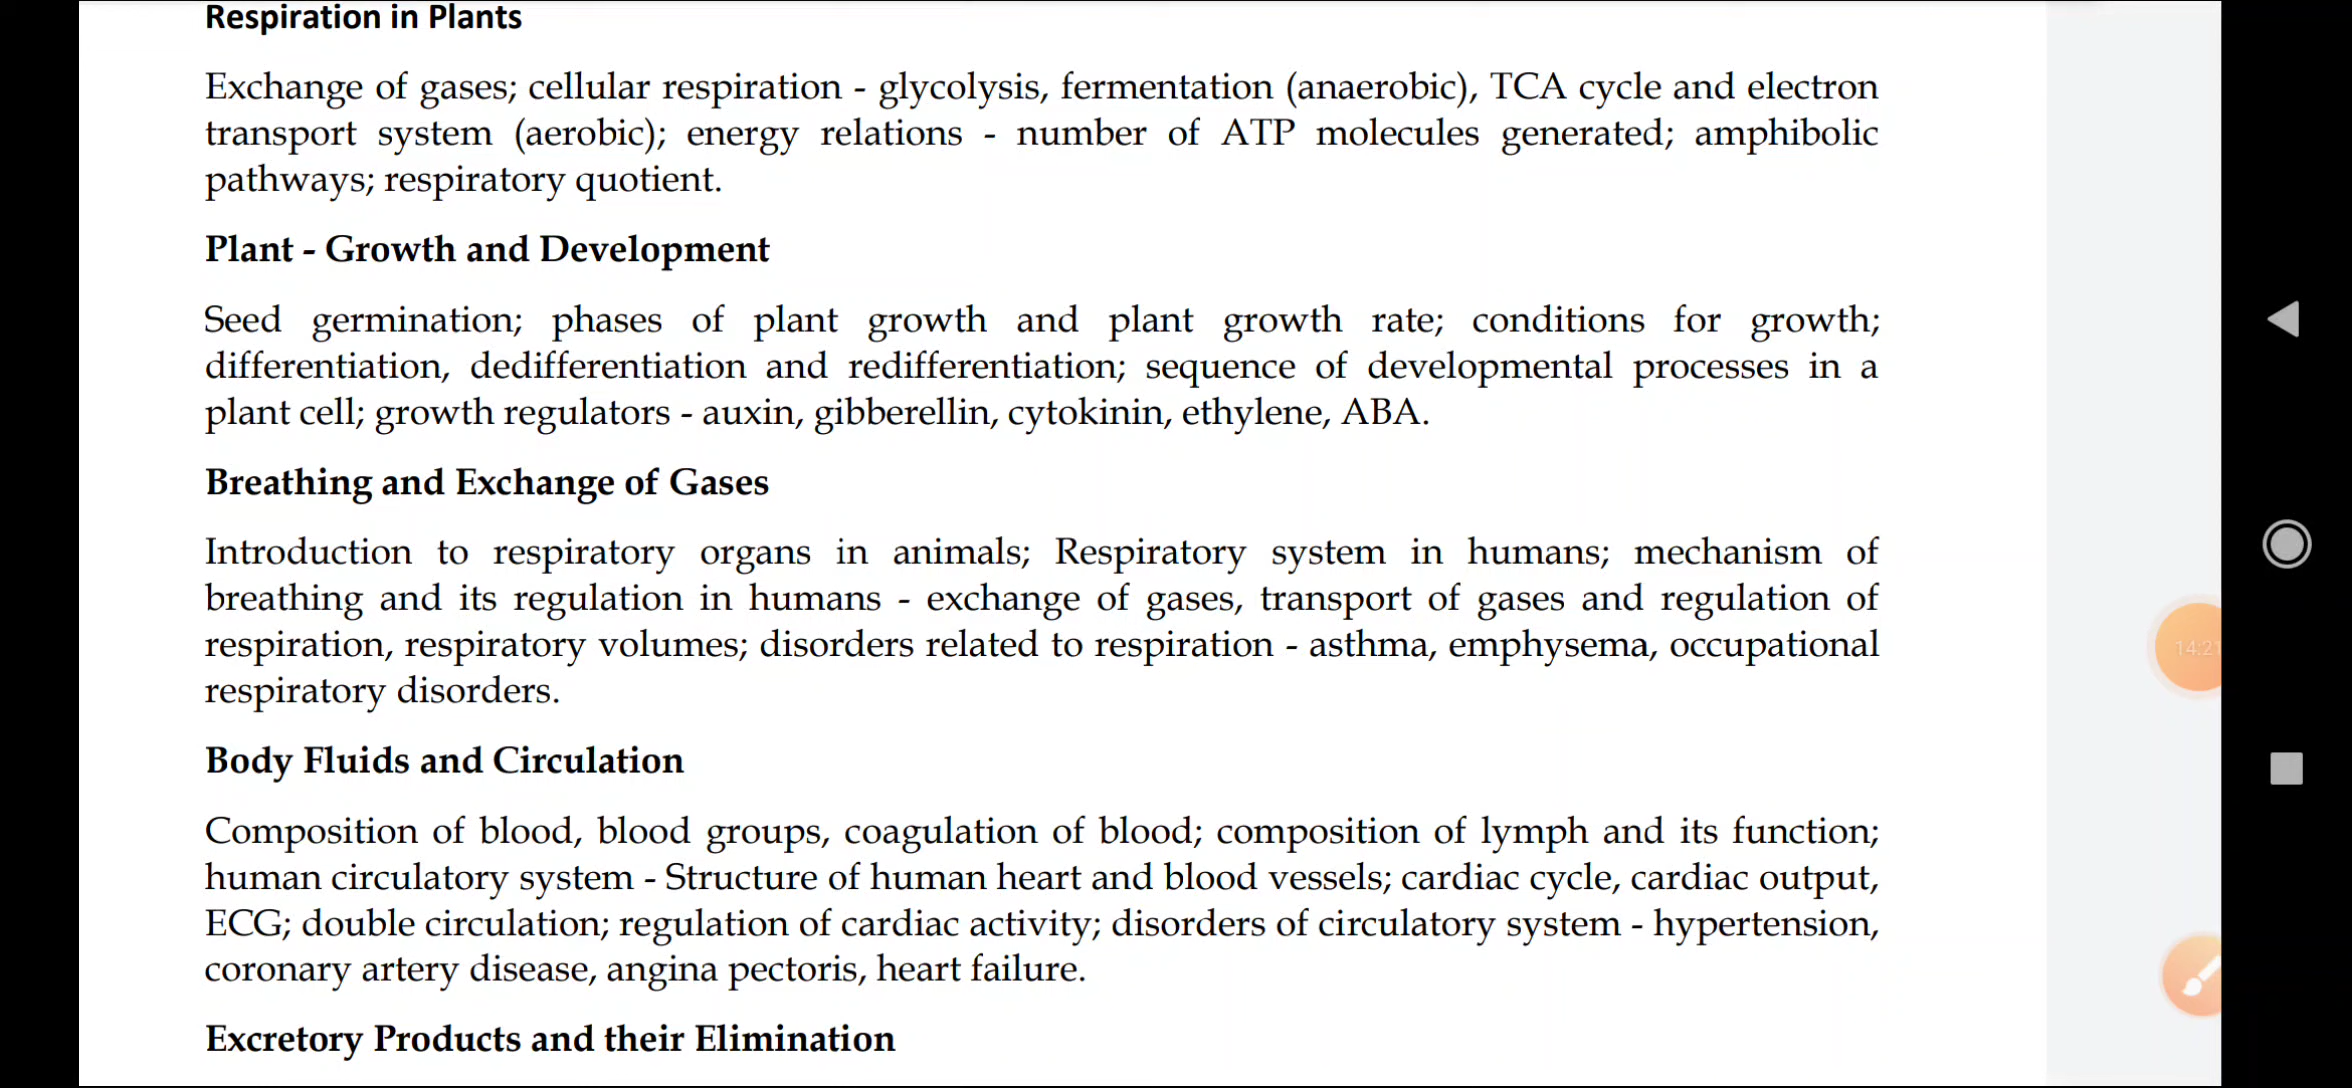 Respiration in Plants
Exchange of gases; cellular respiration - glycolysis, fermentation (anaerobic), TCA cycle and electron
transport system (aerobic); energy relations - number of ATP molecules generated; amphibolic
pathways; respiratory quotient.
Plant - Growth and Development
Seed germination; phases of plant growth and plant growth rate; conditions for growth;
differentiation, dedifferentiation and redifferentiation; sequence of developmental processes in a
plant cell; growth regulators - auxin, gibberellin, cytokinin, ethylene, ABA.
Breathing and Exchange of Gases
Introduction to respiratory organs in animals; Respiratory system in humans; mechanism of
breathing and its regulation in humans - exchange of gases, transport of gases and regulation of
respiration, respiratory volumes; disorders related to respiration - asthma, emphysema, occupational
respiratory disorders.
14:21
Body Fluids and Circulation
Composition of blood, blood groups, coagulation of blood; composition of lymph and its function;
human circulatory system - Structure of human heart and blood vessels; cardiac cycle, cardiac output,
ECG; double circulation; regulation of cardiac activity; disorders of circulatory system - hypertension,
coronary artery disease, angina pectoris, heart failure.
Excretory Products and their Elimination